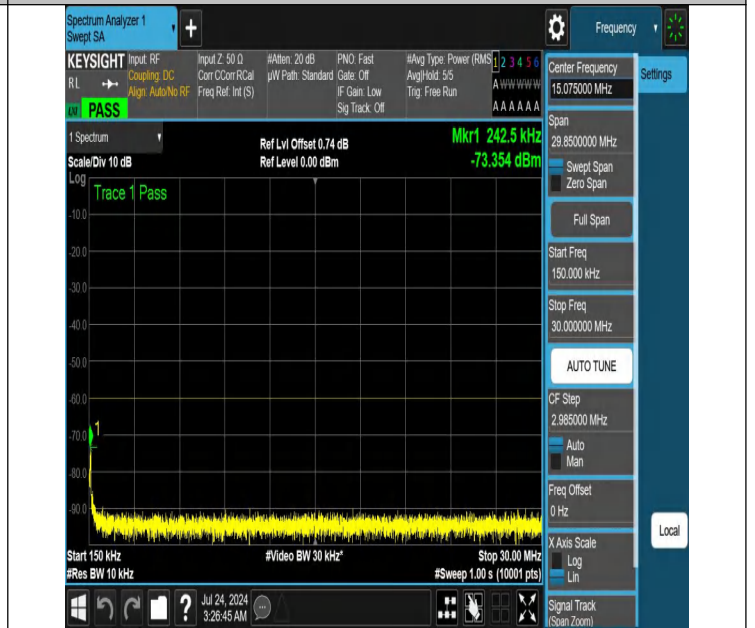 Spectrum Analyzer 1
Swept SA
+
Frequency
KEYSIGHT
RL
PASS
Input: RF
Coupling: DC
Align: Auto/No RF
Input Z: 50 Ω
Corr CCorr RCal
Freq Ref: Int (S)
#Atten: 20 dB
µW Path: Standard
PNO: Fast
Gate: Off
IF Gain: Low
Sig Track: Off
#Avg Type: Power (RMS
Avg|Hold: 5/5
Trig: Free Run
1 2 3 4 5 6
A W W W W W
A A A A A A
Center Frequency
15.075000 MHz
Settings
Span
29.8500000 MHz
Swept Span
Zero Span
Full Span
Start Freq
150.000 kHz
Stop Freq
30.000000 MHz
AUTO TUNE
CF Step
2.985000 MHz
Auto
Man
Freq Offset
0 Hz
X Axis Scale
Log
Lin
Signal Track
(Span Zoom)
Local
1 Spectrum
Scale/Div 10 dB
Ref Lvl Offset 0.74 dB
Ref Level 0.00 dBm
Mkr1 242.5 kHz
-73.354 dBm
Log
Trace 1 Pass
-10.0
-20.0
-30.0
-40.0
-50.0
-60.0
-70.0
1
-80.0
-90.0
Start 150 kHz
#Res BW 10 kHz
#Video BW 30 kHz*
Stop 30.00 MHz
#Sweep 1.00 s (10001 pts)
?
Jul 24, 2024
3:26:45 AM